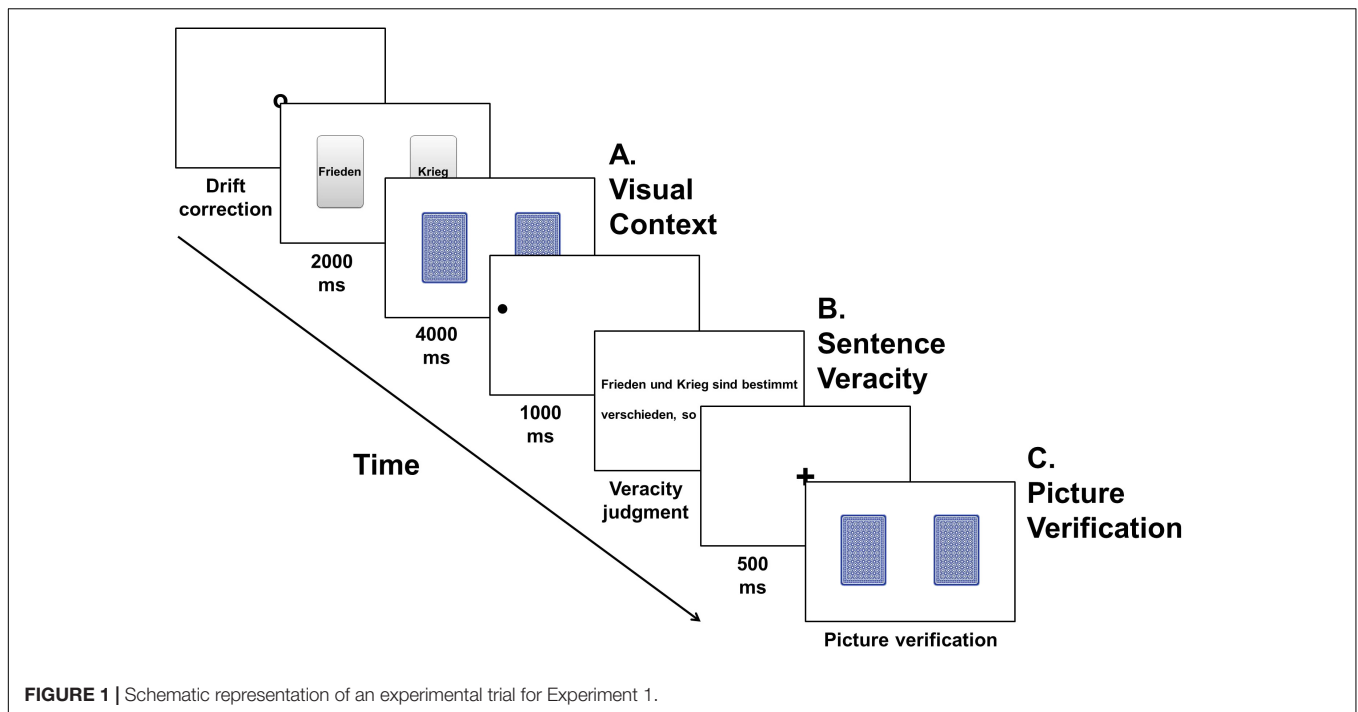 Drift
correction
Frieden
Krieg
2000
ms
A.
Visual
Context
4000
ms
1000
ms
Frieden und Krieg sind bestimmt
verschieden, so
B.
Sentence
Veracity
Veracity
judgment
Time
500
ms
C.
Picture
Verification
Picture verification
FIGURE 1 | Schematic representation of an experimental trial for Experiment 1.